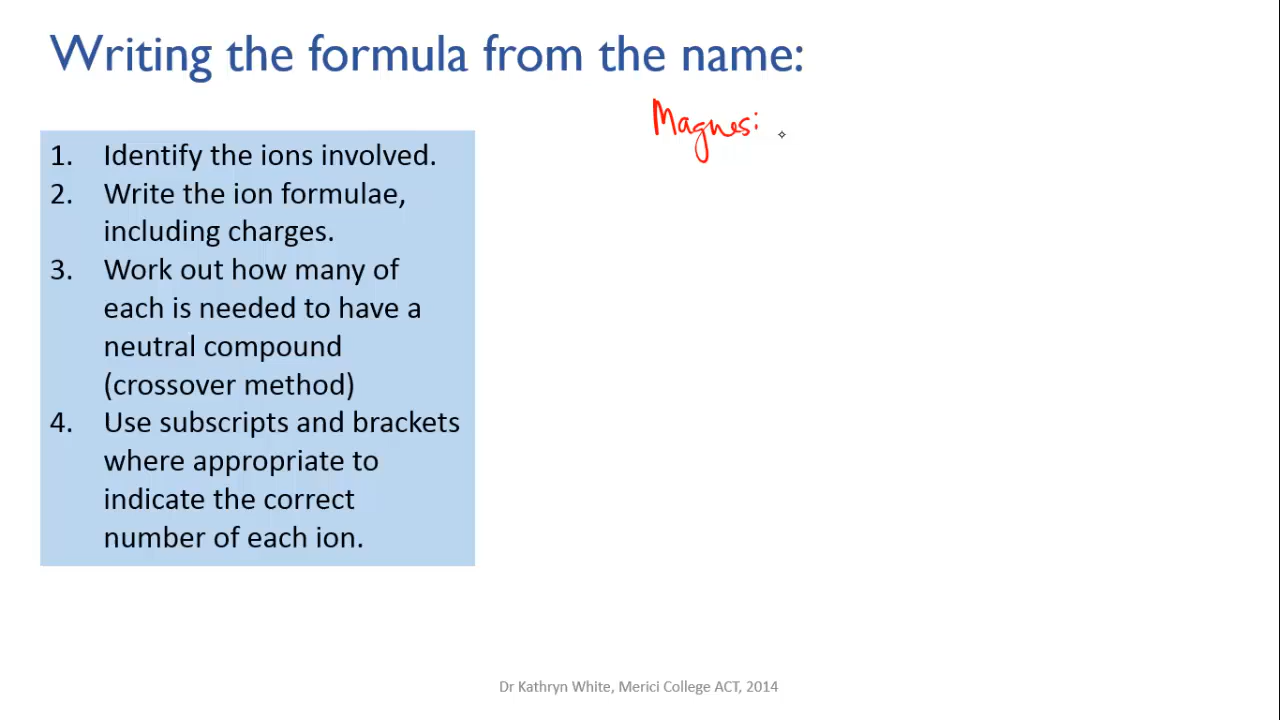 Writing the formula from the name:
Magnesi
1. Identify the ions involved.
2. Write the ion formulae,
including charges.
3. Work out how many of
each is needed to have a
neutral compound
(crossover method)
4. Use subscripts and brackets
where appropriate to
indicate the correct
number of each ion.
Dr Kathryn White, Merici College ACT, 2014